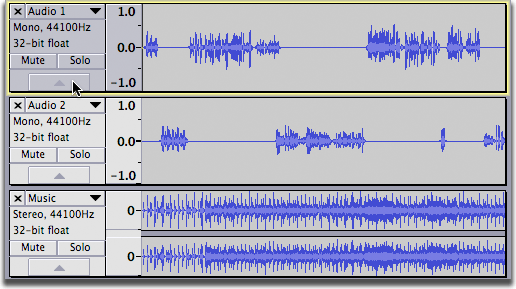 × Audio 1 ▼
Mono, 44100Hz
32-bit float
Mute Solo
1.0
0.0
-1.0
× Audio 2 ▼
Mono, 44100Hz
32-bit float
Mute Solo
1.0
0.0
-1.0
× Music ▼
Stereo, 44100Hz
32-bit float
Mute Solo
0
0